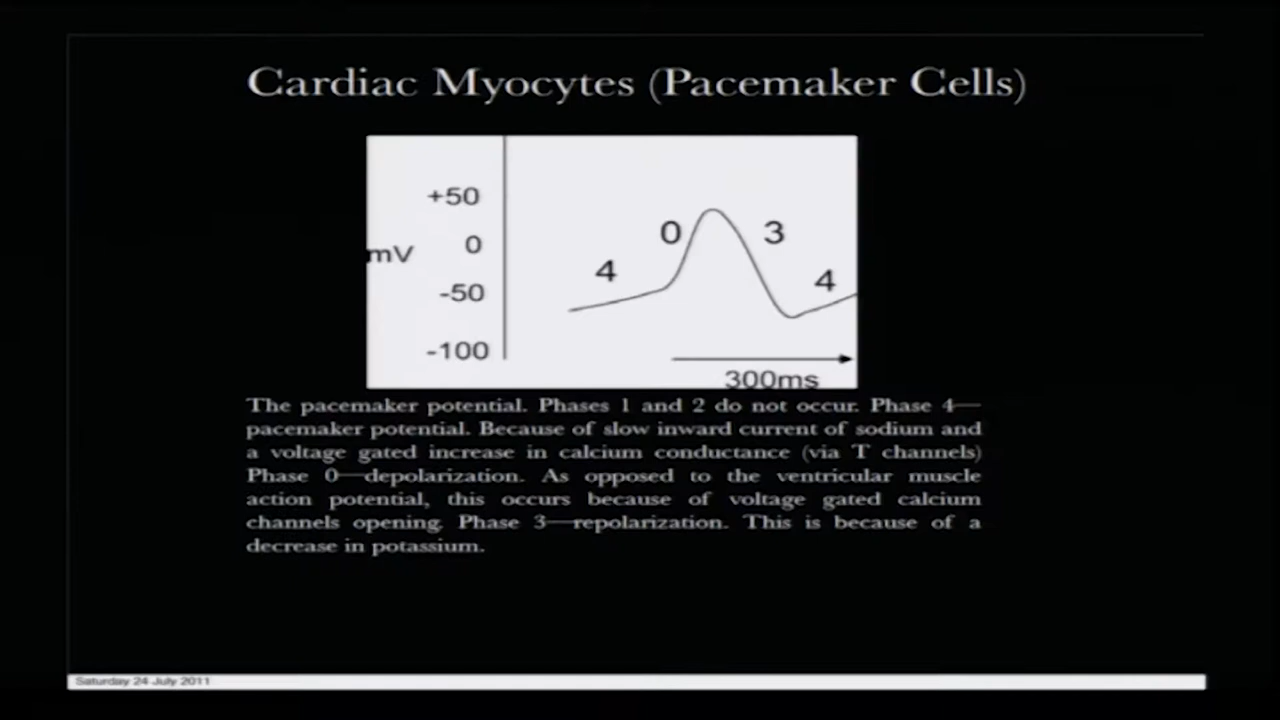 Cardiac Myocytes (Pacemaker Cells)
+50
mV
0
-50
-100
4
0
3
4
300ms
The pacemaker potential. Phases 1 and 2 do not occur. Phase 4—
pacemaker potential. Because of slow inward current of sodium and
a voltage gated increase in calcium conductance (via T channels)
Phase 0—depolarization. As opposed to the ventricular muscle
action potential, this occurs because of voltage gated calcium
channels opening. Phase 3—repolarization. This is because of a
decrease in potassium.
Saturday 24 July 2011